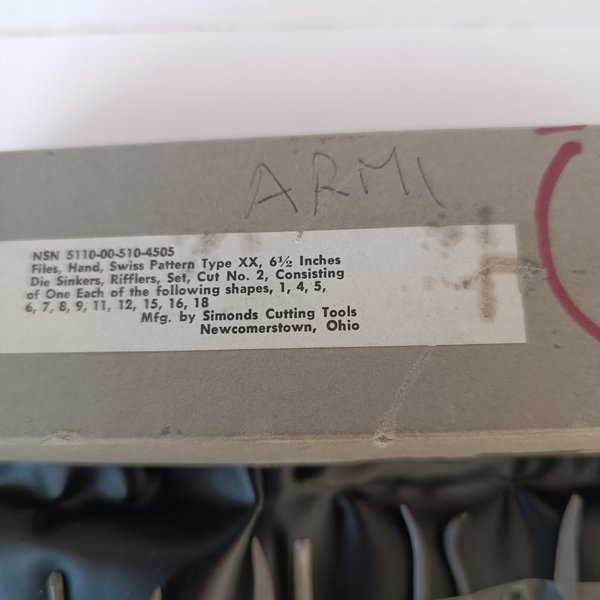 ARMI
NSN 5110-00-510-4505
Files, Hand, Swiss Pattern Type XX, 6½ Inches
Die Sinkers, Rifflers, Set, Cut No. 2, Consisting
of One Each of the following shapes, 1, 4, 5,
6, 7, 8, 9, 11, 12, 15, 16, 18
Mfg. by Simonds Cutting Tools
Newcomerstown, Ohio